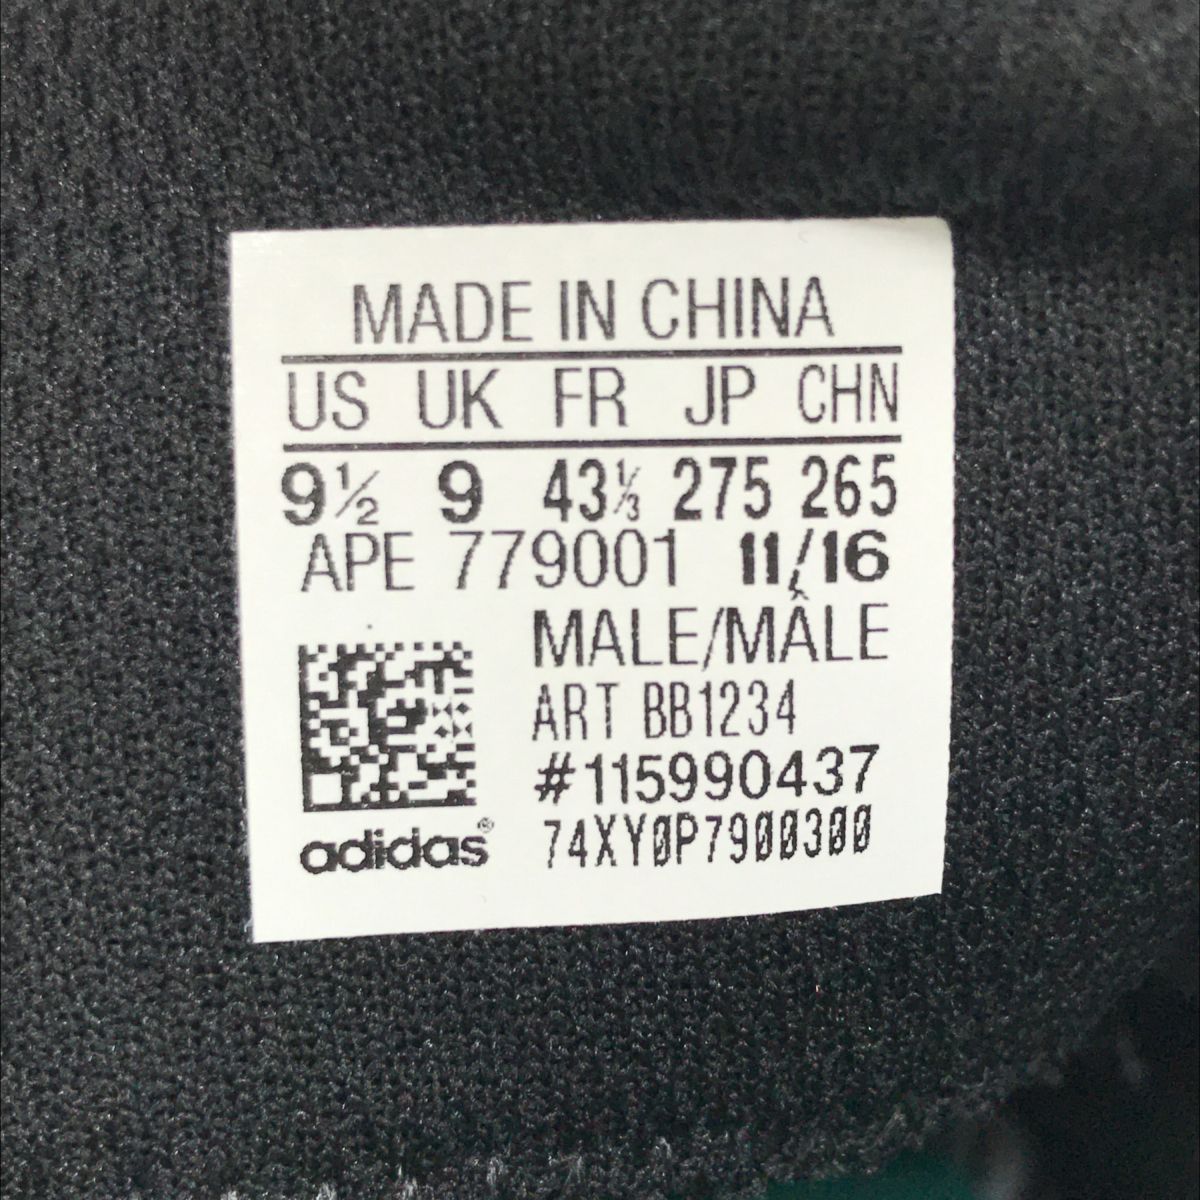 MADE IN CHINA
US UK FR JP CHN
9½ 9 43⅓ 275 265
APE 779001 11/16
MALE/MÂLE
ART BB1234
#115990437
adidas® 74XY0P7900300